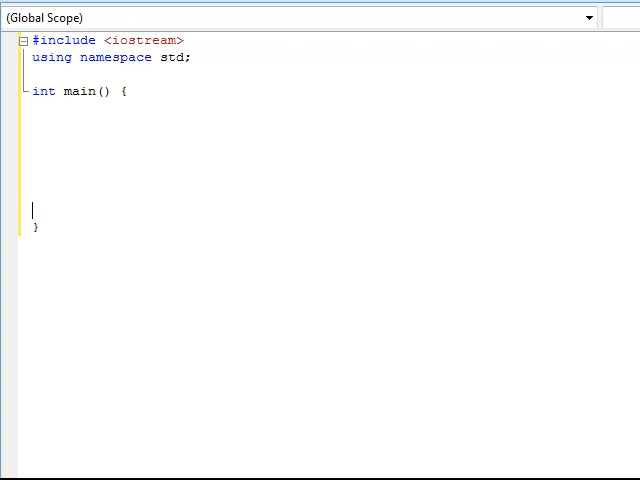 (Global Scope)
#include <iostream>
using namespace std;
int main() {
}